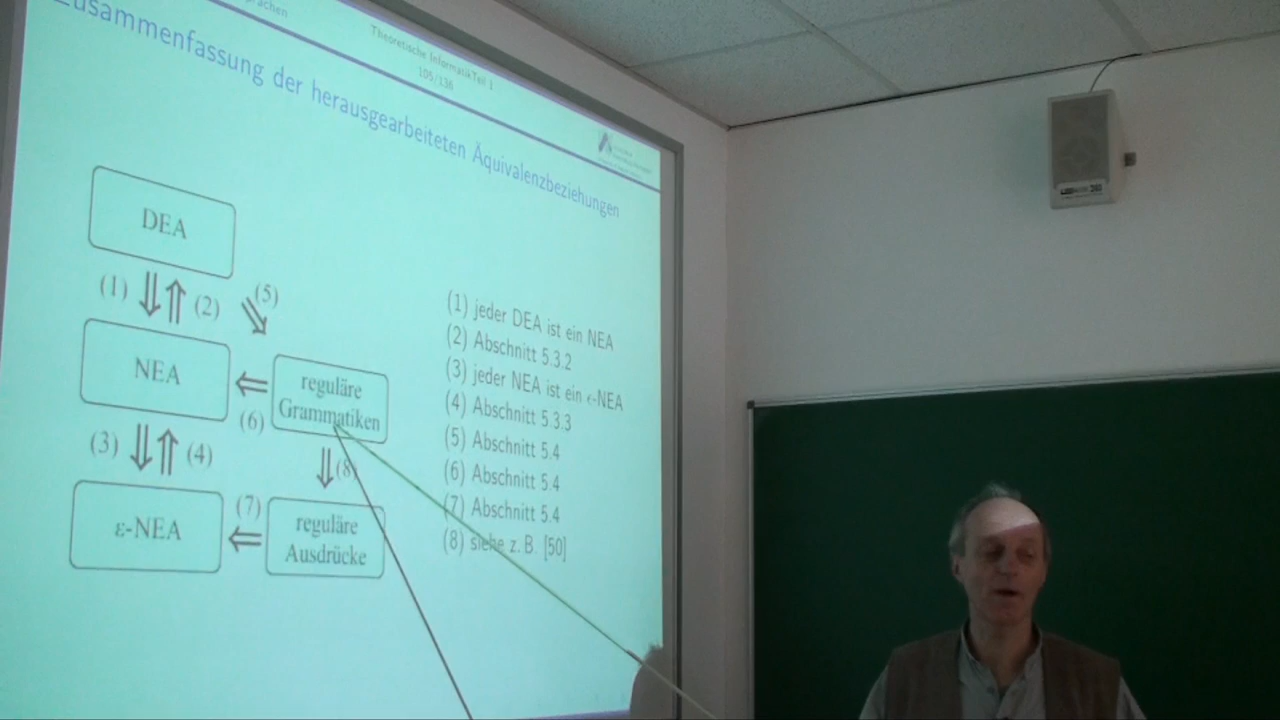 Theoretische Informatik Teil 1
105/136
Zusammenfassung der herausgearbeiteten Äquivalenzbeziehungen
DEA
(1)
(2)
(5)
NEA
reguläre
Grammatiken
(6)
(3)
(4)
(8)
ε-NEA
(7)
reguläre
Ausdrücke
(1) jeder DEA ist ein NEA
(2) Abschnitt 5.3.2
(3) jeder NEA ist ein ϵ-NEA
(4) Abschnitt 5.3.3
(5) Abschnitt 5.4
(6) Abschnitt 5.4
(7) Abschnitt 5.4
(8) siehe z. B. [50]